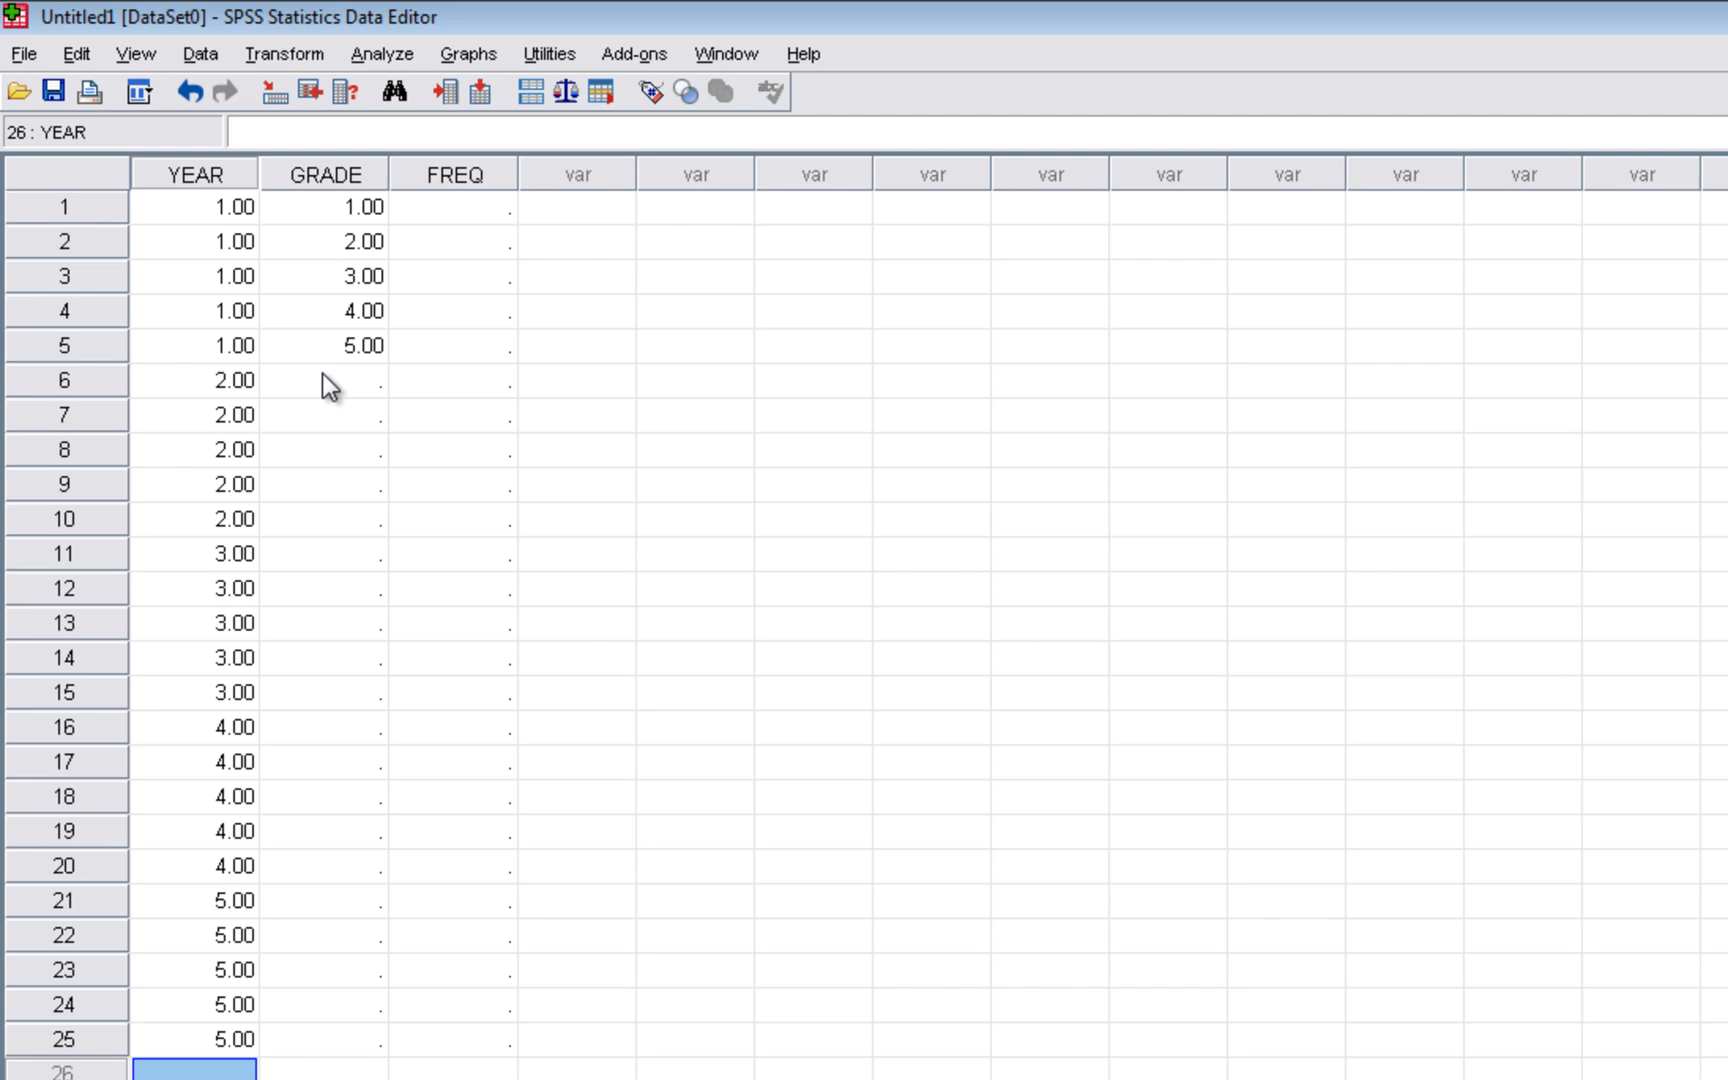 Untitled1 [DataSet0] - SPSS Statistics Data Editor
File Edit View Data Transform Analyze Graphs Utilities Add-ons Window Help
26 : YEAR
YEAR GRADE FREQ var var var var var var var var var var
1 1.00 1.00 .
2 1.00 2.00 .
3 1.00 3.00 .
4 1.00 4.00 .
5 1.00 5.00 .
6 2.00 . .
7 2.00 . .
8 2.00 . .
9 2.00 . .
10 2.00 . .
11 3.00 . .
12 3.00 . .
13 3.00 . .
14 3.00 . .
15 3.00 . .
16 4.00 . .
17 4.00 . .
18 4.00 . .
19 4.00 . .
20 4.00 . .
21 5.00 . .
22 5.00 . .
23 5.00 . .
24 5.00 . .
25 5.00 . .
26